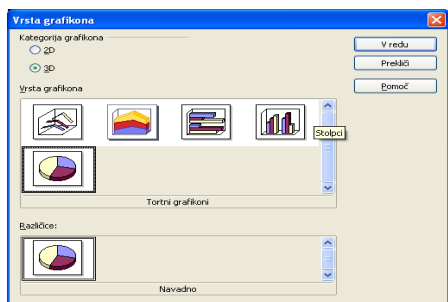 Vrsta grafikona
Kategorija grafikona
2D
3D
Vrsta grafikona
Stolpci
Tortni grafikoni
Različice:
Navadno
V redu
Prekliči
Pomoč